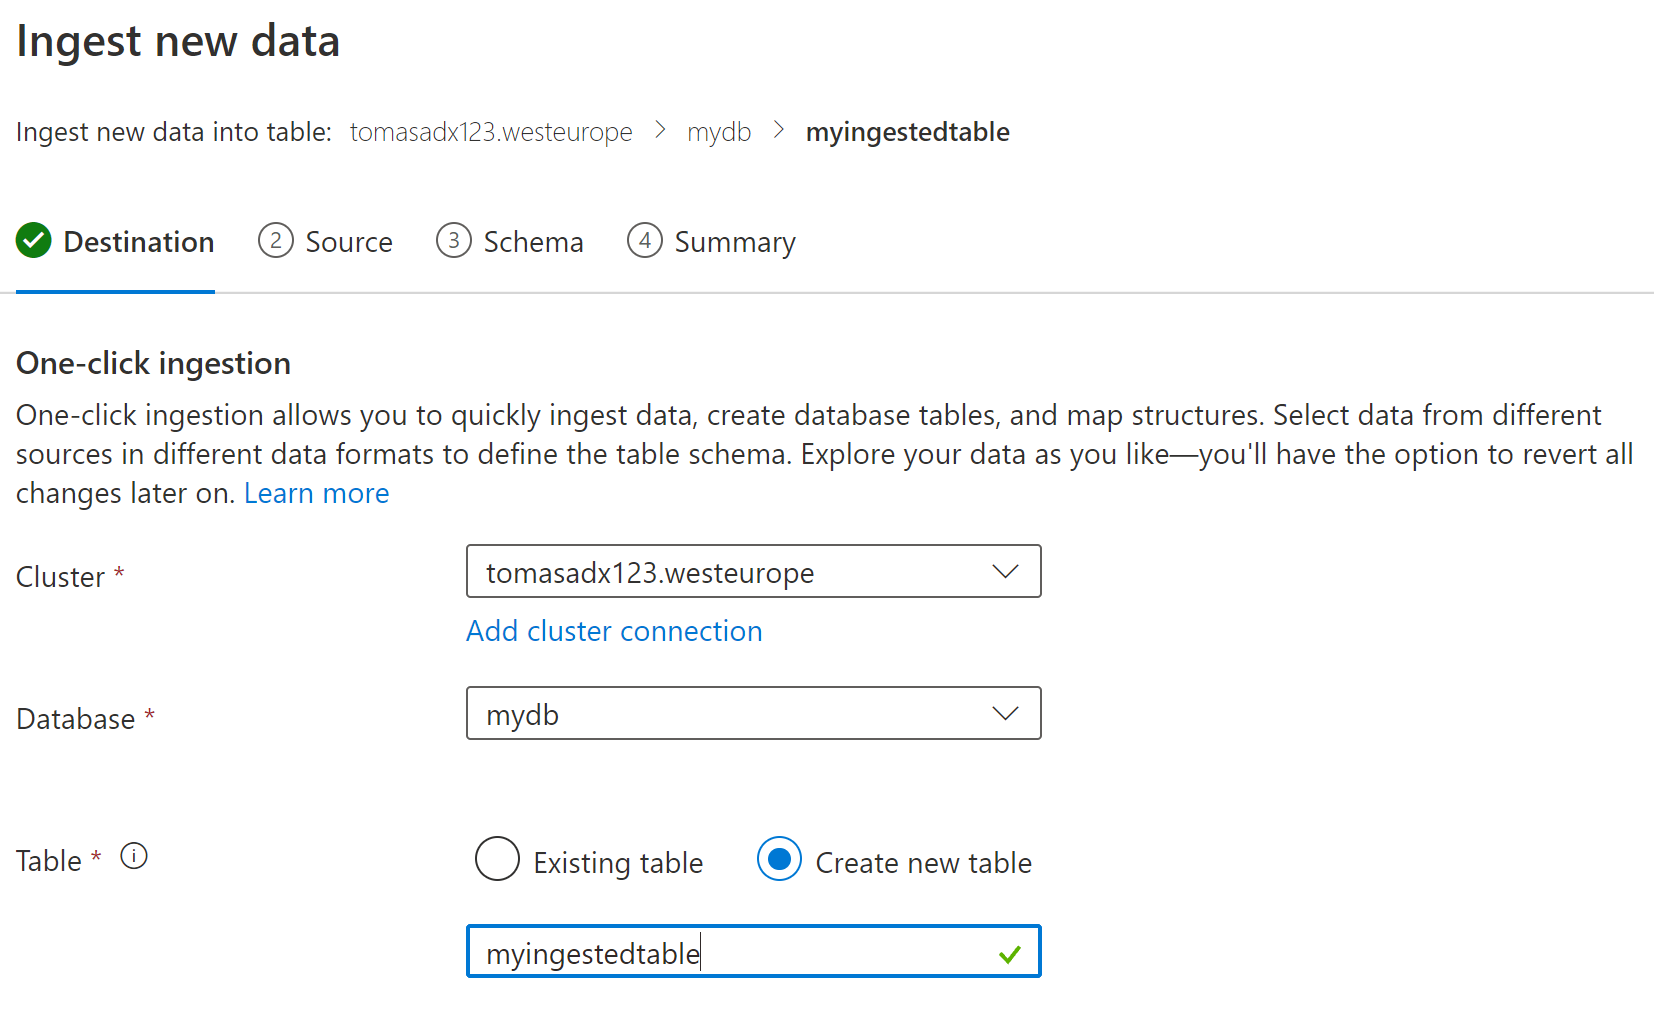 Ingest new data
Ingest new data into table: tomasadx123.westeurope > mydb > myingestedtable
Destination 2 Source 3 Schema 4 Summary
One-click ingestion
One-click ingestion allows you to quickly ingest data, create database tables, and map structures. Select data from different
sources in different data formats to define the table schema. Explore your data as you like—you'll have the option to revert all
changes later on. Learn more
Cluster * tomasadx123.westeurope
Add cluster connection
Database * mydb
Table * i Existing table Create new table
myingestedtable